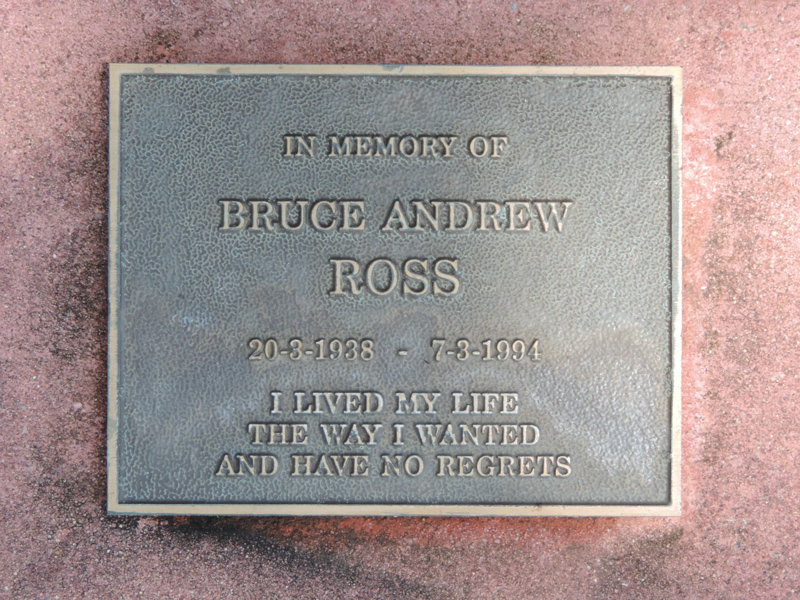 IN MEMORY OF
BRUCE ANDREW
ROSS
20-3-1938 - 7-3-1994
I LIVED MY LIFE
THE WAY I WANTED
AND HAVE NO REGRETS